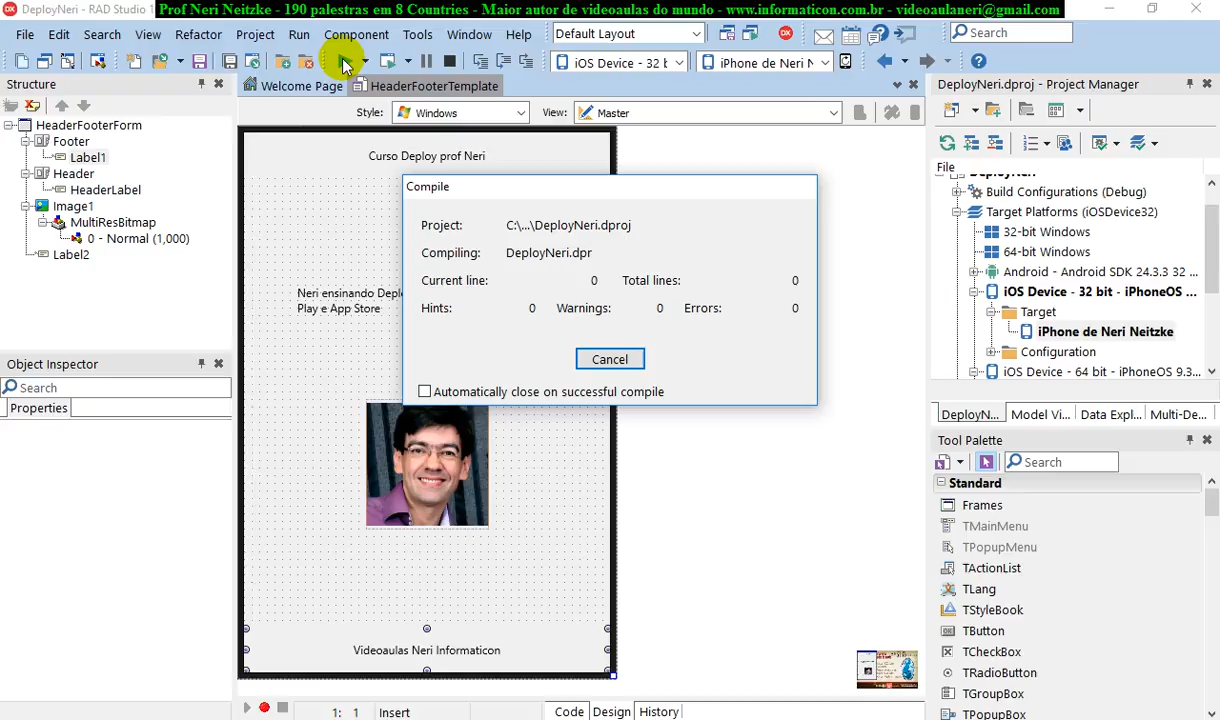 DeployNeri - RAD Studio 1
Prof Neri Neitzke - 190 palestras em 8 Countries - Maior autor de videoaulas do mundo - www.informaticon.com.br - videoaulaneri@gmail.com
File Edit Search View Refactor Project Run Component Tools Window Help
Default Layout
Search
iOS Device - 32 t
iPhone de Neri N
Structure
Welcome Page
HeaderFooterTemplate
DeployNeri.dproj - Project Manager
Style:
Windows
View:
Master
HeaderFooterForm
Footer
Label1
Header
HeaderLabel
Image1
MultiResBitmap
0 - Normal (1,000)
Label2
Object Inspector
Search
Properties
Curso Deploy prof Neri
Neri ensinando Deplo
Play e App Store
Videoaulas Neri Informaticon
Compile
Project: C:\...\DeployNeri.dproj
Compiling: DeployNeri.dpr
Current line: 0 Total lines: 0
Hints: 0 Warnings: 0 Errors: 0
Cancel
Automatically close on successful compile
1: 1
Insert
Code Design History
File
DeployNeri
Build Configurations (Debug)
Target Platforms (iOSDevice32)
32-bit Windows
64-bit Windows
Android - Android SDK 24.3.3 32 ...
iOS Device - 32 bit - iPhoneOS ...
Target
iPhone de Neri Neitzke
Configuration
iOS Device - 64 bit - iPhoneOS 9.3...
DeployN... Model Vi... Data Expl... Multi-De...
Tool Palette
Search
Standard
Frames
TMainMenu
TPopupMenu
TActionList
TLang
TStyleBook
TButton
TCheckBox
TRadioButton
TGroupBox
TPopupBox